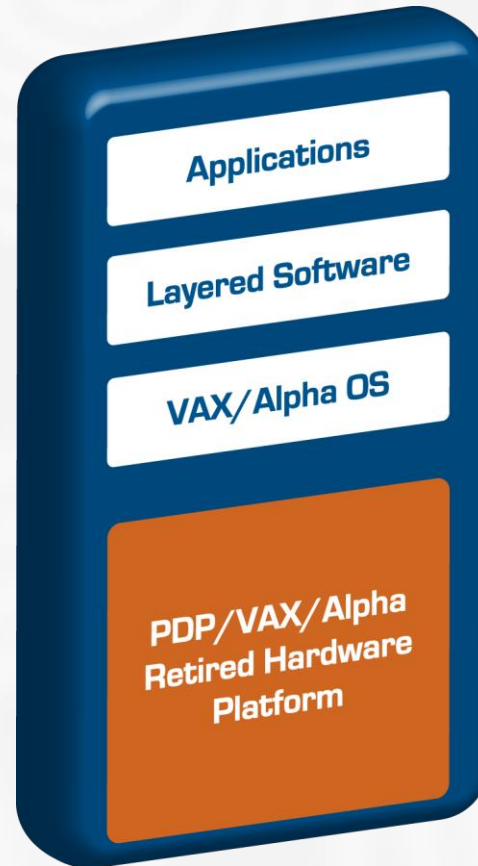 Applications
Layered Software
VAX/Alpha OS
PDP/VAX/Alpha
Retired Hardware
Platform